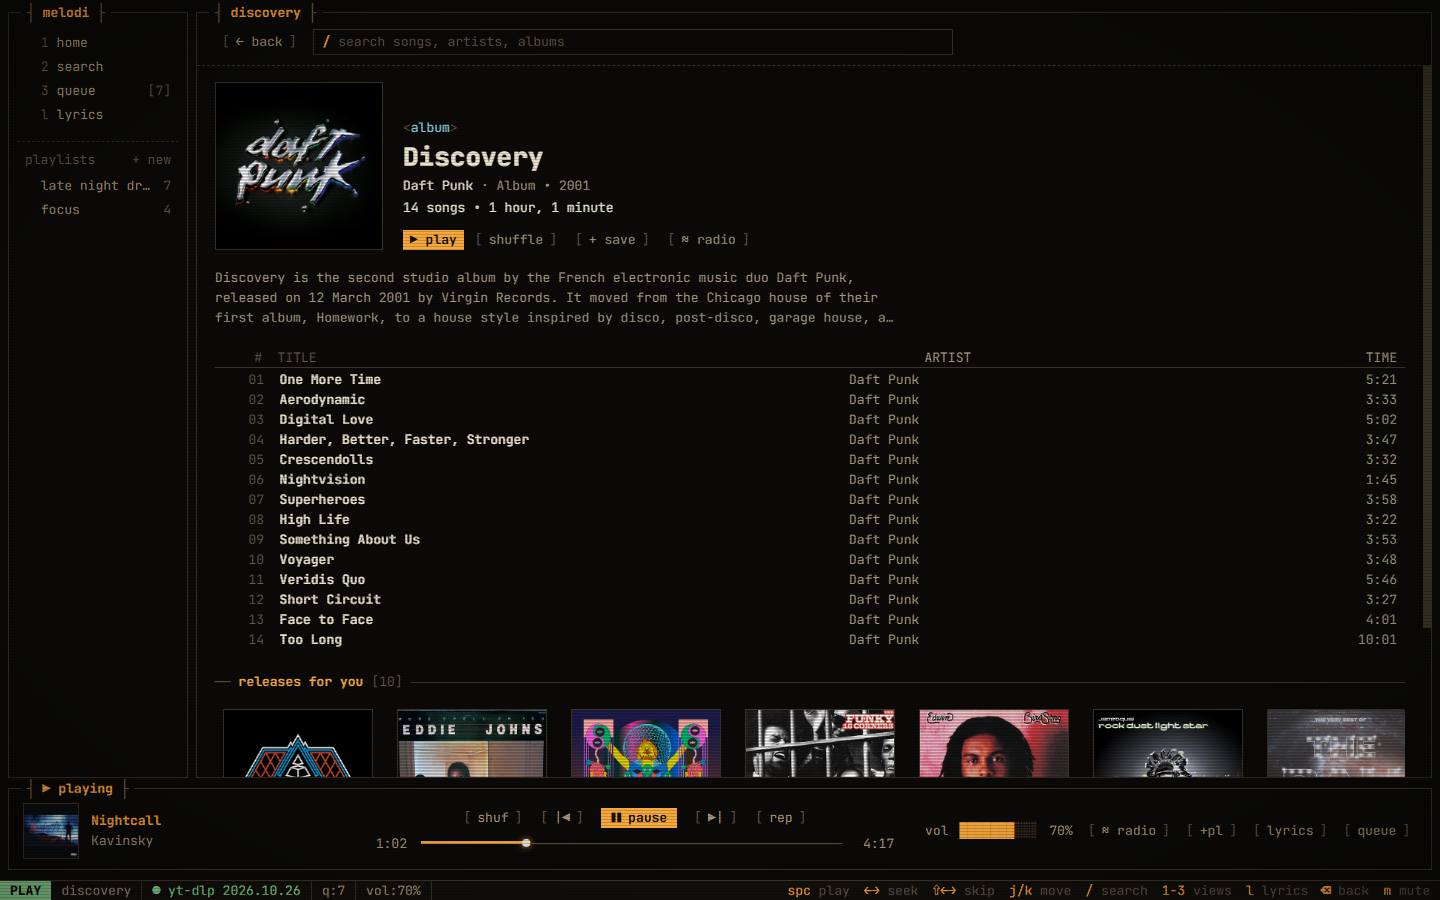 melodi
1 home
2 search
3 queue [7]
l lyrics
playlists + new
late night dr… 7
focus 4
discovery
[ ← back ] / search songs, artists, albums
daft punk
<album>
Discovery
Daft Punk · Album • 2001
14 songs • 1 hour, 1 minute
▶ play [ shuffle ] [ + save ] [ ≈ radio ]
Discovery is the second studio album by the French electronic music duo Daft Punk,
released on 12 March 2001 by Virgin Records. It moved from the Chicago house of their
first album, Homework, to a house style inspired by disco, post-disco, garage house, a…
# TITLE ARTIST TIME
01 One More Time Daft Punk 5:21
02 Aerodynamic Daft Punk 3:33
03 Digital Love Daft Punk 5:02
04 Harder, Better, Faster, Stronger Daft Punk 3:47
05 Crescendolls Daft Punk 3:32
06 Nightvision Daft Punk 1:45
07 Superheroes Daft Punk 3:58
08 High Life Daft Punk 3:22
09 Something About Us Daft Punk 3:53
10 Voyager Daft Punk 3:48
11 Veridis Quo Daft Punk 5:46
12 Short Circuit Daft Punk 3:27
13 Face to Face Daft Punk 4:01
14 Too Long Daft Punk 10:01
releases for you [10]
EDDIE JOHNS
FUNKY
16 CORNERS
Edwin
Birdsong
Jamiroquai
rock dust light star
THE VERY BEST OF
▶ playing
Nightcall
Kavinsky
[ shuf ] [ |◀ ] pause [ ▶| ] [ rep ]
1:02 4:17
vol 70% [ ≈ radio ] [ +pl ] [ lyrics ] [ queue ]
PLAY discovery ● yt-dlp 2026.10.26 q:7 vol:70%
spc play ←→ seek ⇧←→ skip j/k move / search 1-3 views l lyrics ⌫ back m mute